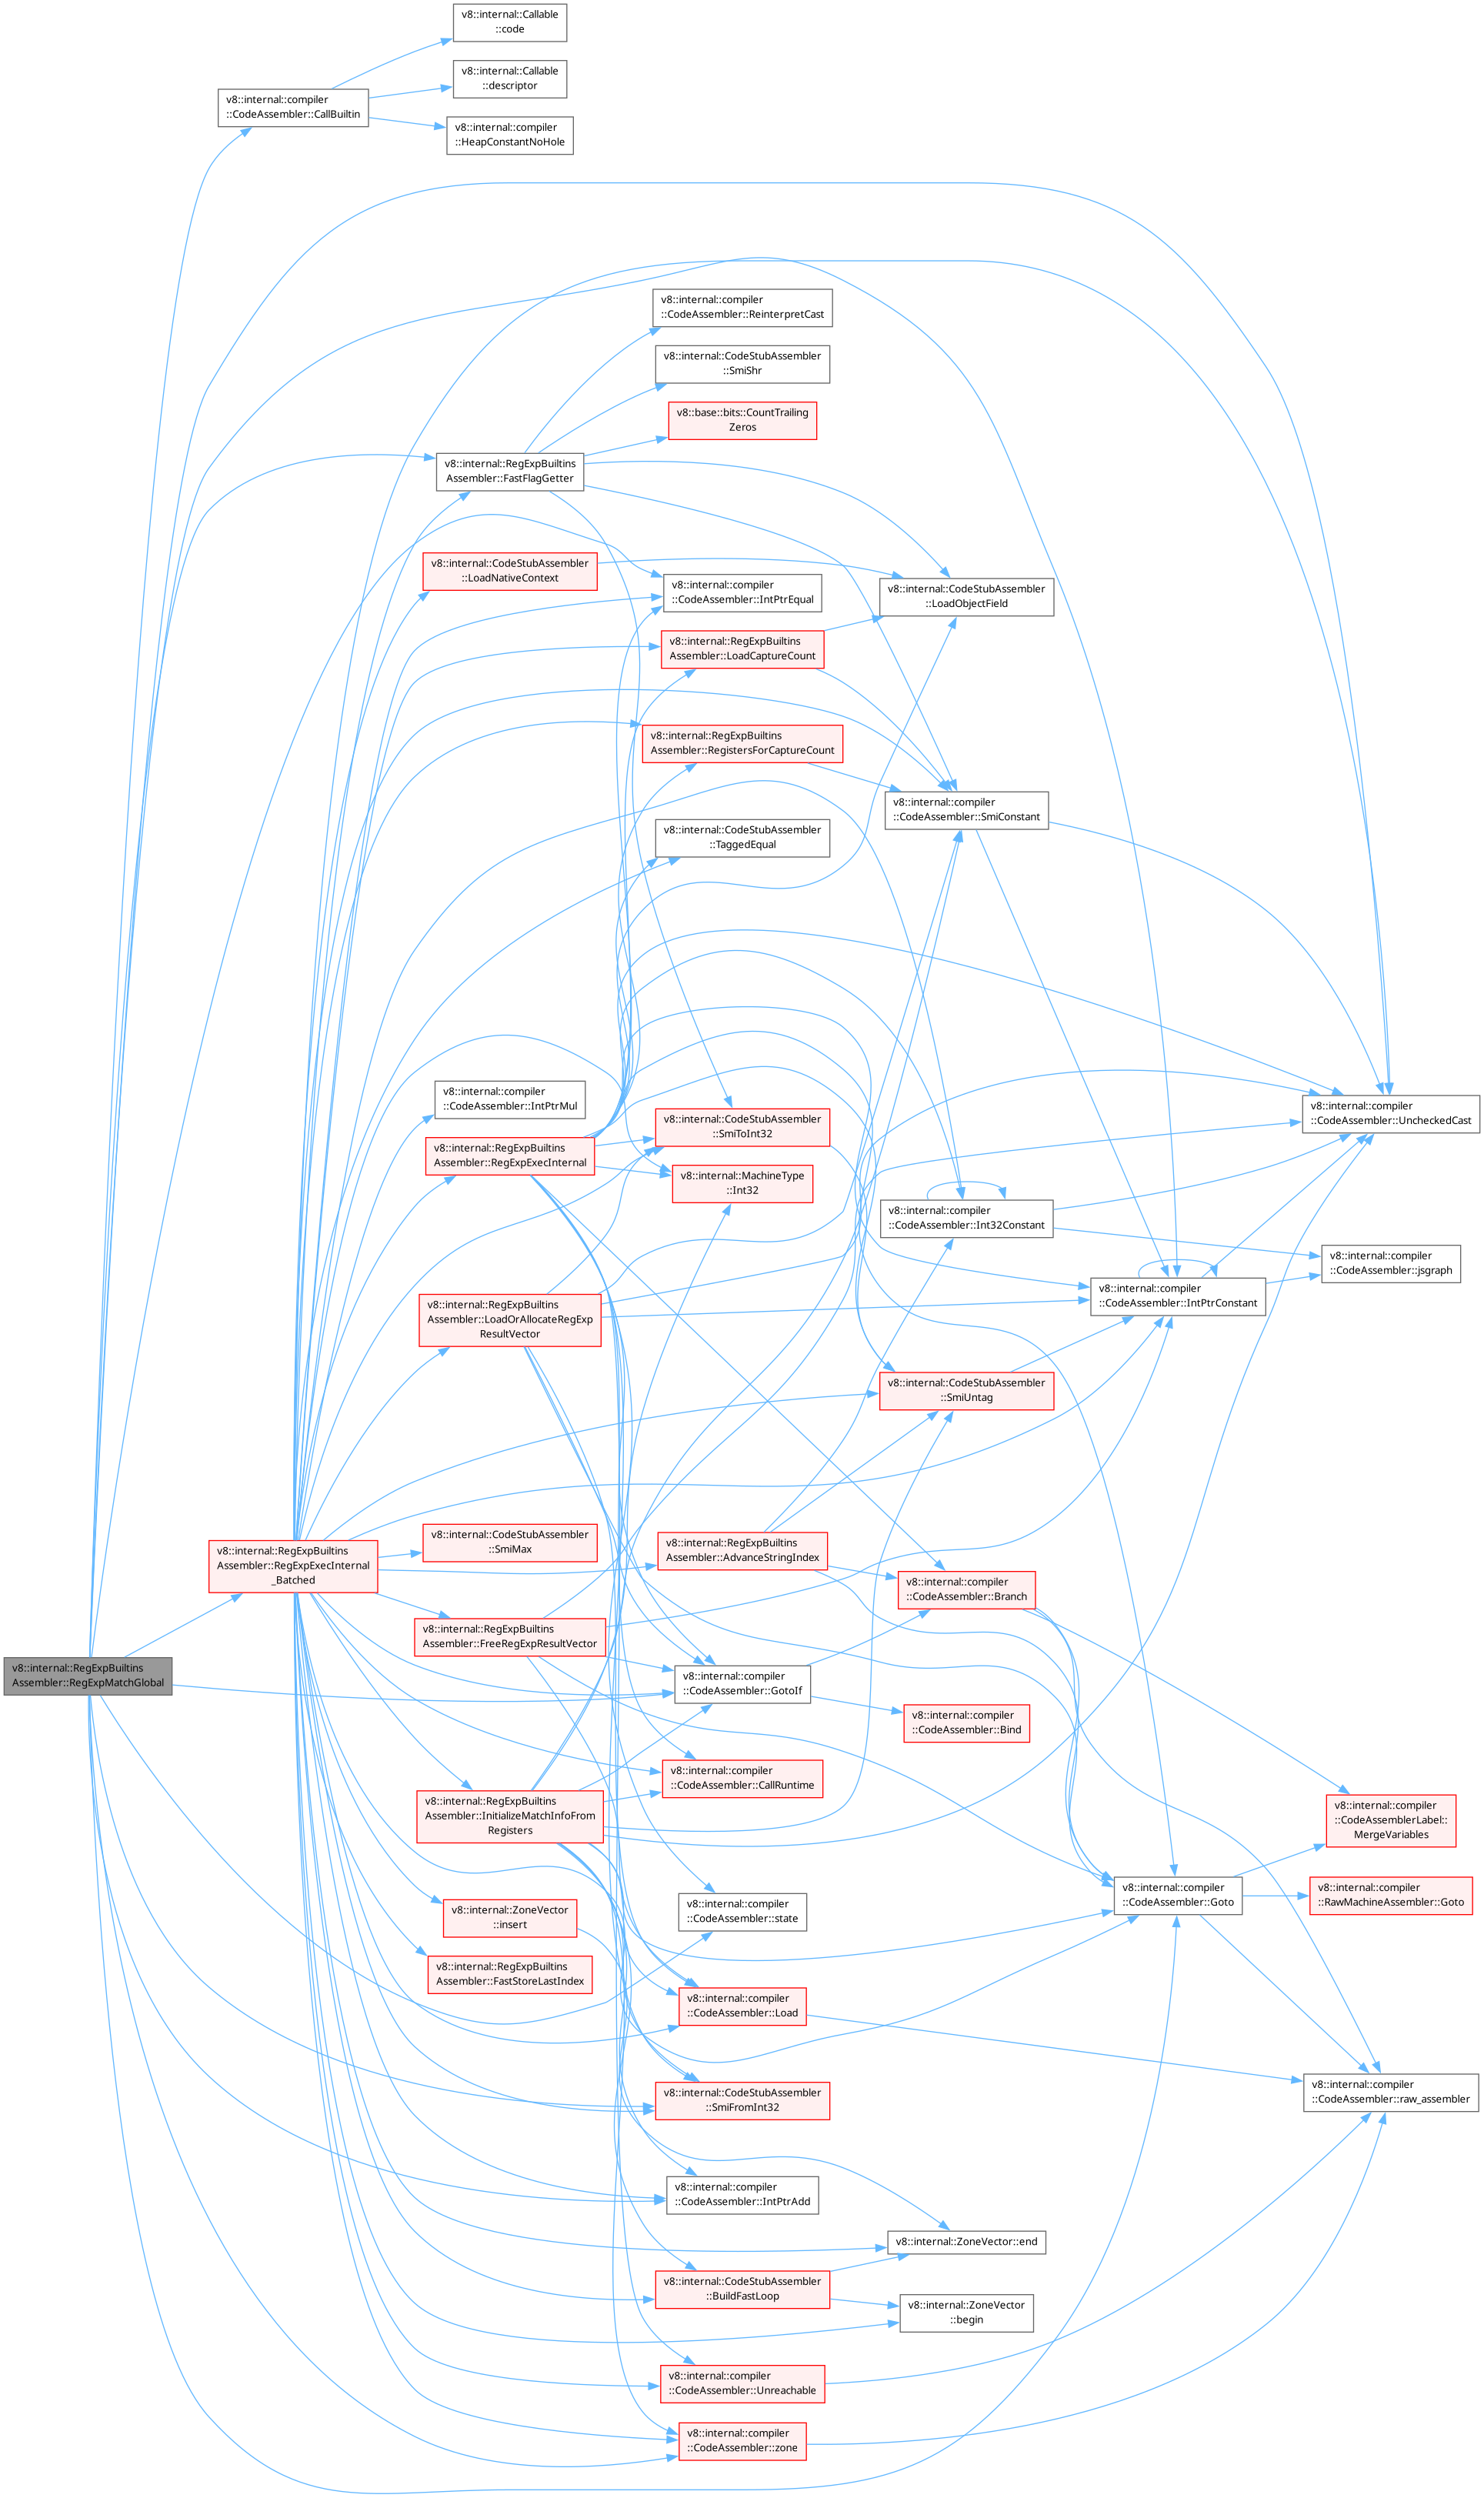 v8::internal::Callable
::code
v8::internal::Callable
::descriptor
v8::internal::compiler
::CodeAssembler::CallBuiltin
v8::internal::compiler
::HeapConstantNoHole
v8::internal::compiler
::CodeAssembler::ReinterpretCast
v8::internal::CodeStubAssembler
::SmiShr
v8::base::bits::CountTrailing
Zeros
v8::internal::RegExpBuiltins
Assembler::FastFlagGetter
v8::internal::CodeStubAssembler
::LoadNativeContext
v8::internal::compiler
::CodeAssembler::IntPtrEqual
v8::internal::CodeStubAssembler
::LoadObjectField
v8::internal::RegExpBuiltins
Assembler::LoadCaptureCount
v8::internal::RegExpBuiltins
Assembler::RegistersForCaptureCount
v8::internal::compiler
::CodeAssembler::SmiConstant
v8::internal::CodeStubAssembler
::TaggedEqual
v8::internal::compiler
::CodeAssembler::IntPtrMul
v8::internal::compiler
::CodeAssembler::UncheckedCast
v8::internal::CodeStubAssembler
::SmiToInt32
v8::internal::RegExpBuiltins
Assembler::RegExpExecInternal
v8::internal::MachineType
::Int32
v8::internal::compiler
::CodeAssembler::Int32Constant
v8::internal::compiler
::CodeAssembler::jsgraph
v8::internal::compiler
::CodeAssembler::IntPtrConstant
v8::internal::RegExpBuiltins
Assembler::LoadOrAllocateRegExp
ResultVector
v8::internal::CodeStubAssembler
::SmiUntag
v8::internal::RegExpBuiltins
Assembler::RegExpExecInternal
_Batched
v8::internal::CodeStubAssembler
::SmiMax
v8::internal::RegExpBuiltins
Assembler::AdvanceStringIndex
v8::internal::compiler
::CodeAssembler::Branch
v8::internal::RegExpBuiltins
Assembler::FreeRegExpResultVector
v8::internal::RegExpBuiltins
Assembler::RegExpMatchGlobal
v8::internal::compiler
::CodeAssembler::GotoIf
v8::internal::compiler
::CodeAssembler::Bind
v8::internal::compiler
::CodeAssembler::CallRuntime
v8::internal::RegExpBuiltins
Assembler::InitializeMatchInfoFrom
Registers
v8::internal::compiler
::CodeAssemblerLabel::
MergeVariables
v8::internal::compiler
::CodeAssembler::Goto
v8::internal::compiler
::RawMachineAssembler::Goto
v8::internal::compiler
::CodeAssembler::state
v8::internal::ZoneVector
::insert
v8::internal::RegExpBuiltins
Assembler::FastStoreLastIndex
v8::internal::compiler
::CodeAssembler::Load
v8::internal::compiler
::CodeAssembler::raw_assembler
v8::internal::CodeStubAssembler
::SmiFromInt32
v8::internal::compiler
::CodeAssembler::IntPtrAdd
v8::internal::ZoneVector::end
v8::internal::CodeStubAssembler
::BuildFastLoop
v8::internal::ZoneVector
::begin
v8::internal::compiler
::CodeAssembler::Unreachable
v8::internal::compiler
::CodeAssembler::zone